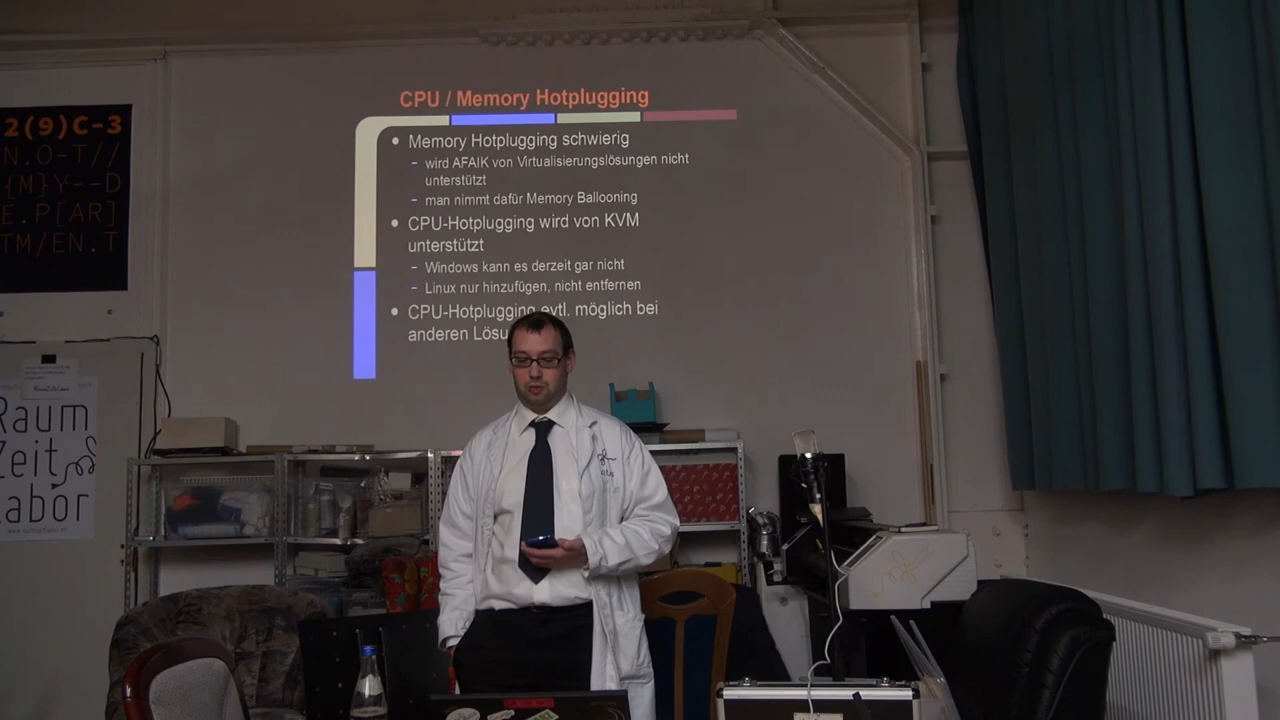 CPU / Memory Hotplugging
Memory Hotplugging schwierig
wird AFAIK von Virtualisierungslösungen nicht
unterstützt
man nimmt dafür Memory Ballooning
CPU-Hotplugging wird von KVM
unterstützt
Windows kann es derzeit gar nicht
Linux nur hinzufügen, nicht entfernen
CPU-Hotplugging evtl. möglich bei
anderen
2(9)C-3
N.O-T//
{M}Y--D
E.P[AR]
TM/EN.T
Raum
Zeit
Labor